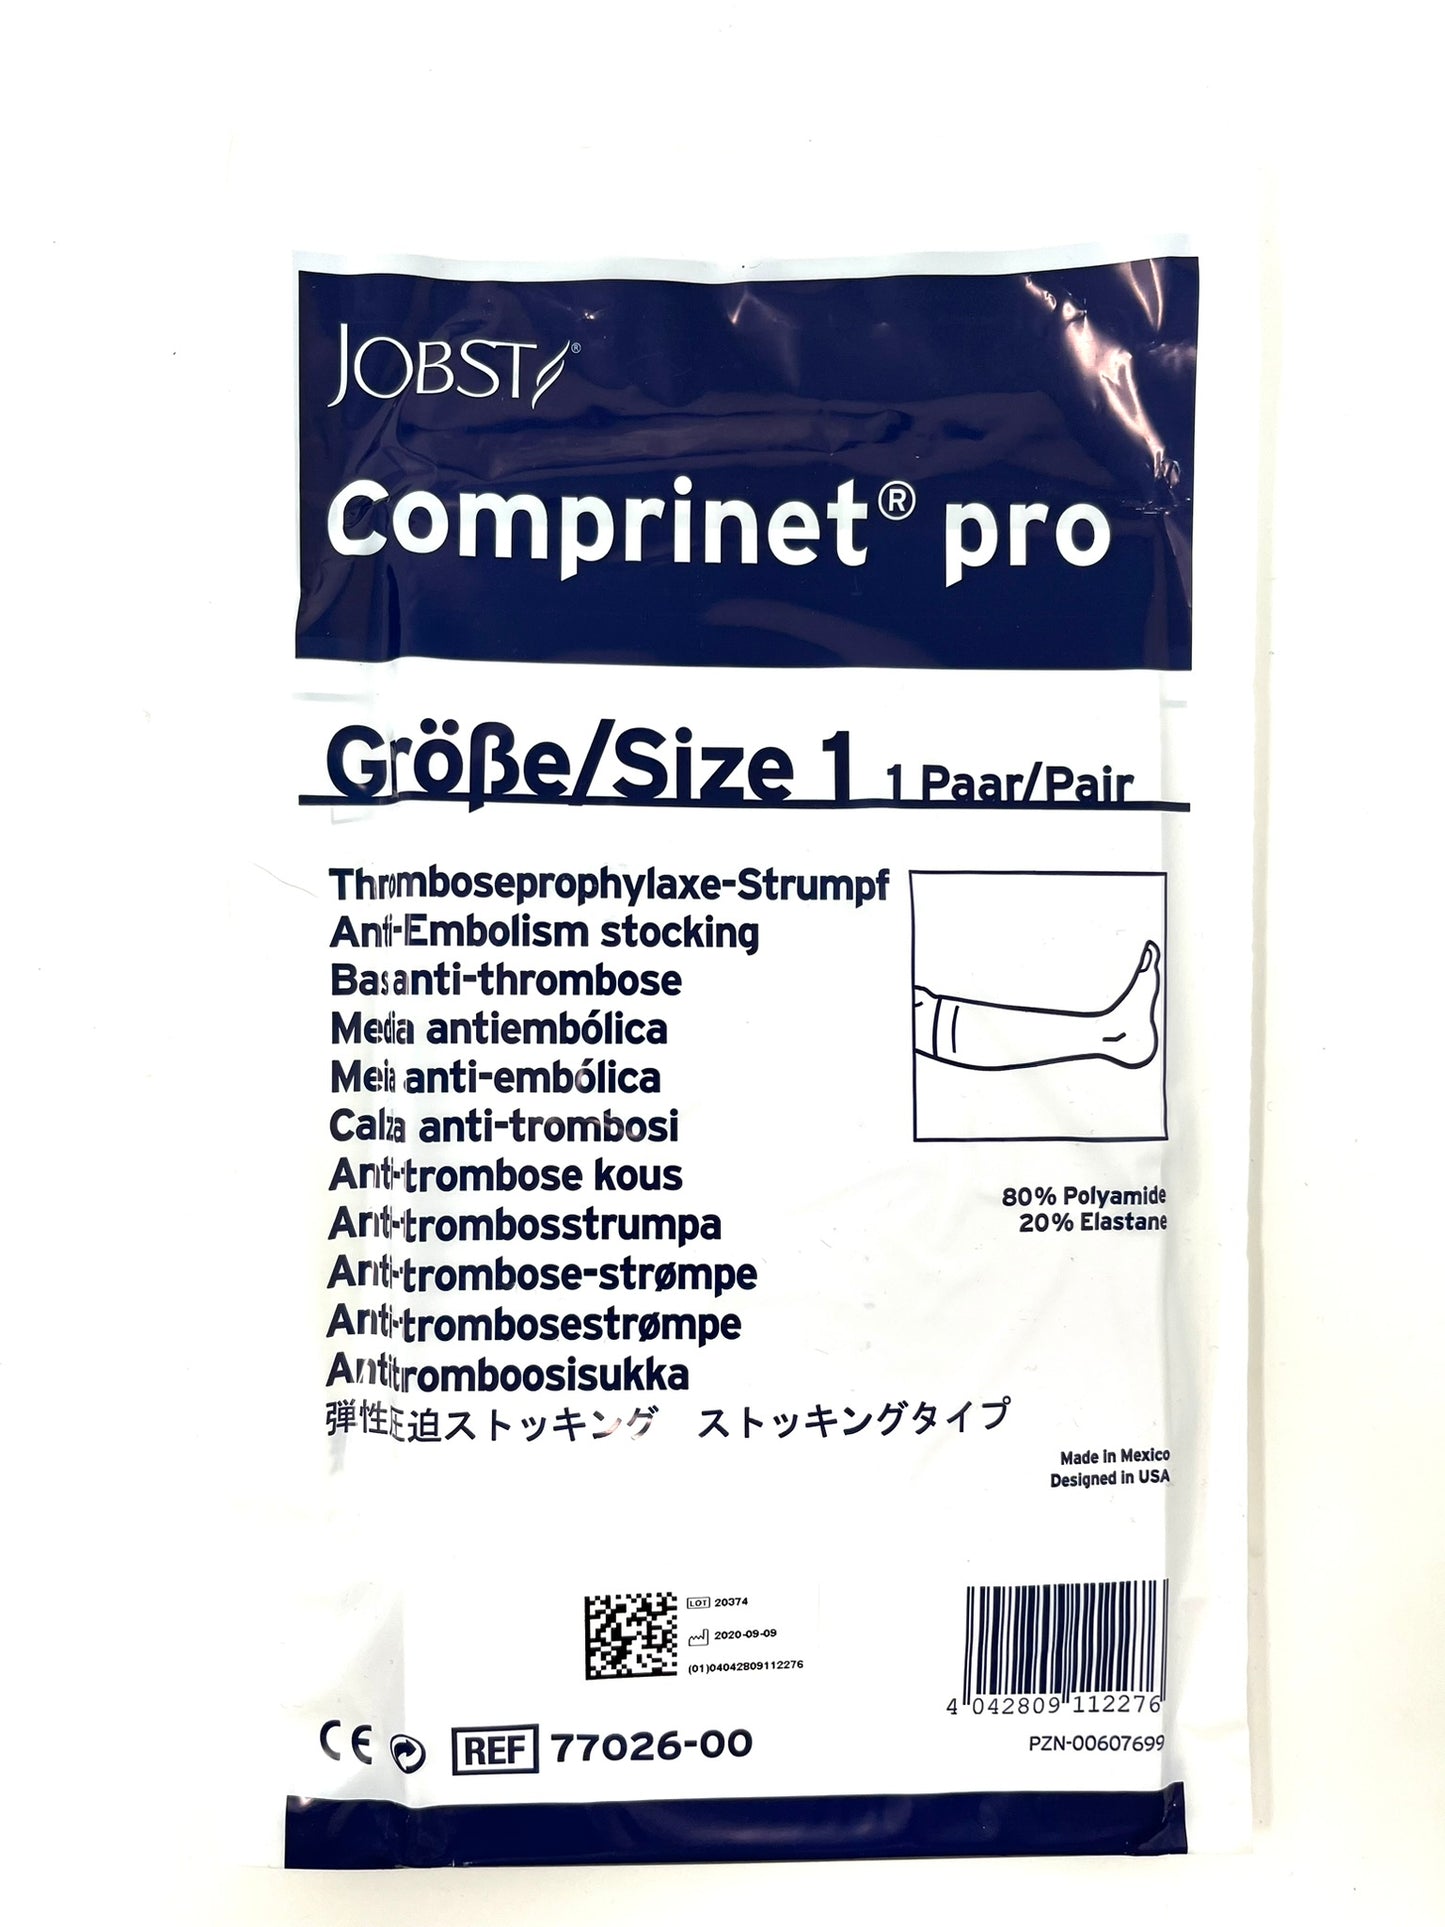 JOBST®
Comprinet® pro
Größe/Size 1 1 Paar/Pair
Thromboseprophylaxe-Strumpf
Anti-Embolism stocking
Bas anti-thrombose
Media antiembólica
Meia anti-embólica
Calza anti-trombosi
Anti-trombose kous
Anti-trombosstrumpa
Anti-trombose-strømpe
Anti-trombosestrømpe
Antitromboosisukka
弾性圧迫ストッキング ストッキングタイプ
80% Polyamide
20% Elastane
Made in Mexico
Designed in USA
LOT 20374
2020-09-09
(01)04042809112276
4 042809 112276
CE REF 77026-00
PZN-00607699